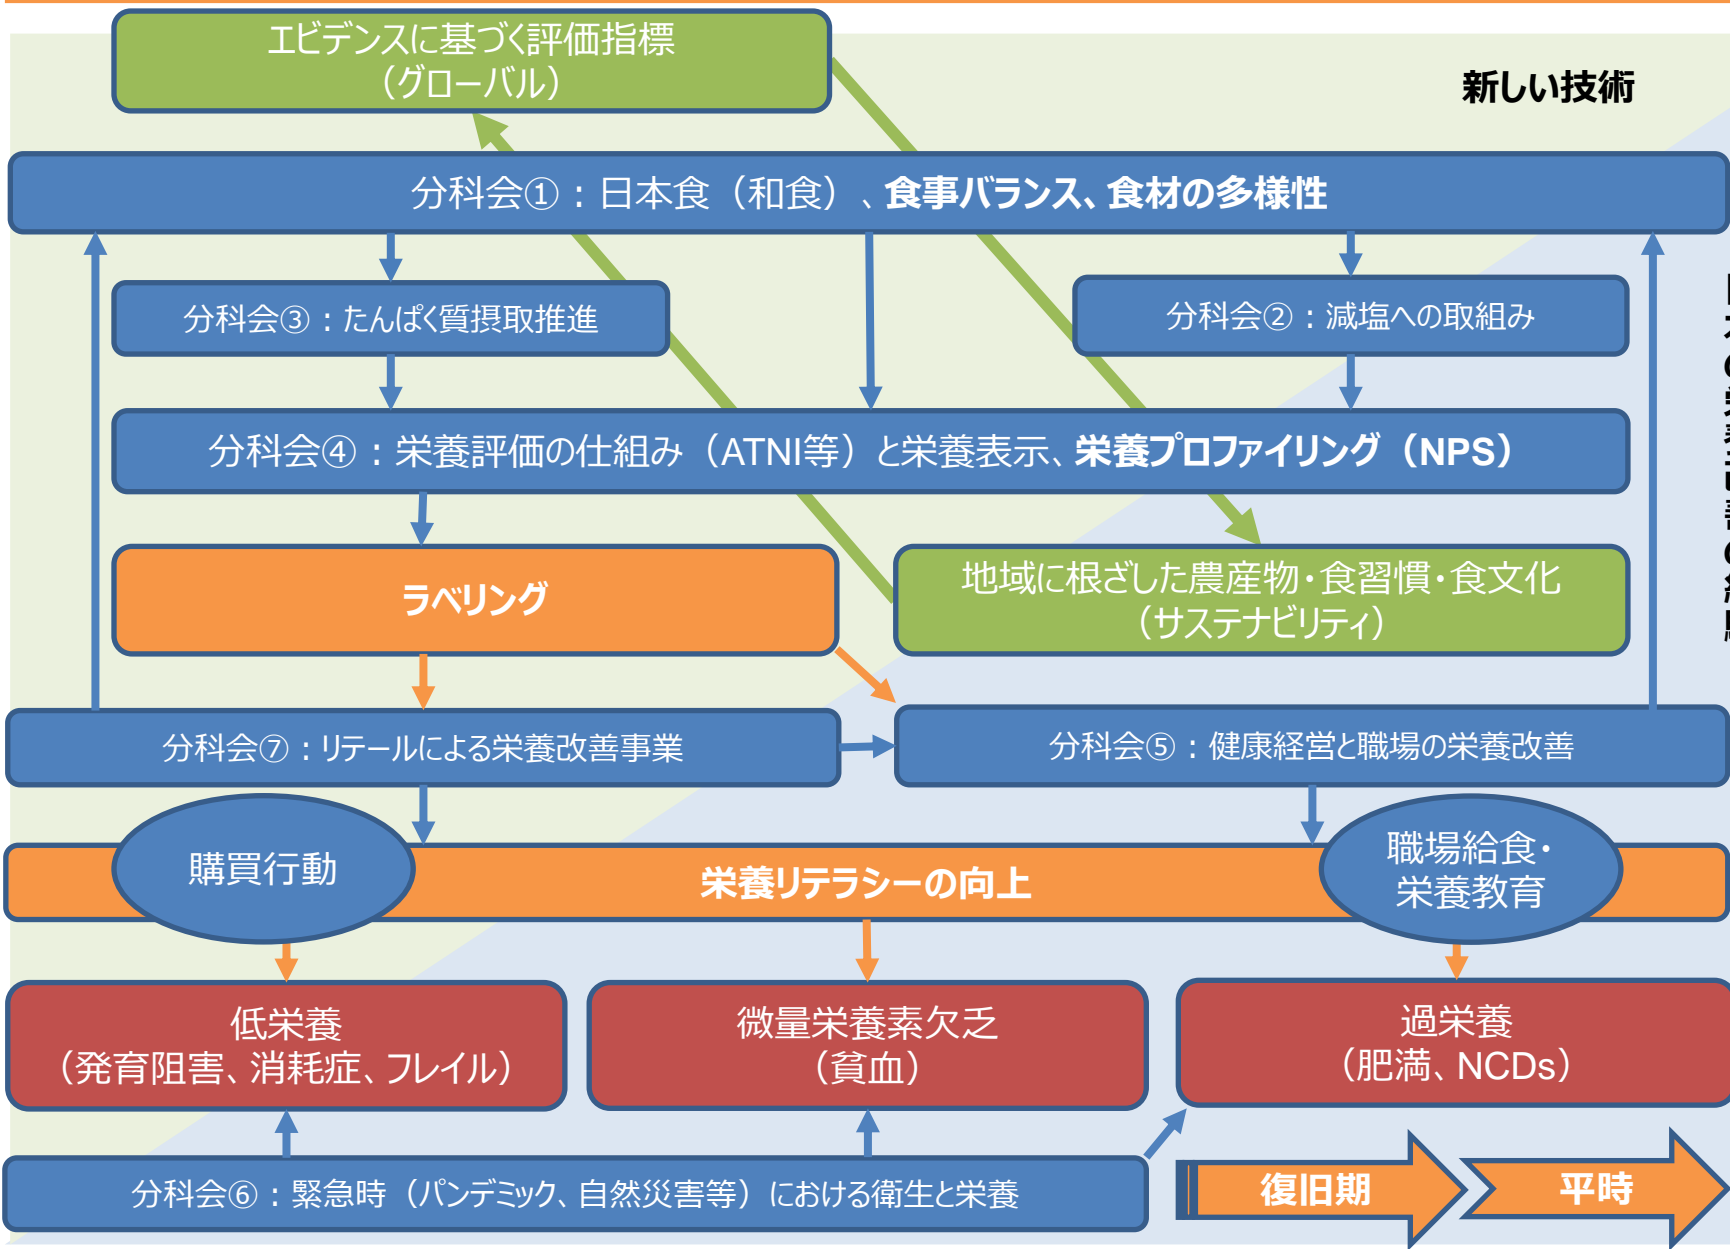 エビデンスに基づく評価指標
（グローバル）
新しい技術
分科会①：日本食（和食）、食事バランス、食材の多様性
分科会③：たんぱく質摂取推進
分科会②：減塩への取組み
分科会④：栄養評価の仕組み（ATNI等）と栄養表示、栄養プロファイリング（NPS）
ラベリング
地域に根ざした農産物・食習慣・食文化
（サステナビリティ）
分科会⑦：リテールによる栄養改善事業
分科会⑤：健康経営と職場の栄養改善
購買行動
栄養リテラシーの向上
職場給食・
栄養教育
低栄養
（発育阻害、消耗症、フレイル）
微量栄養素欠乏
（貧血）
過栄養
（肥満、NCDs）
分科会⑥：緊急時（パンデミック、自然災害等）における衛生と栄養
復旧期
平時